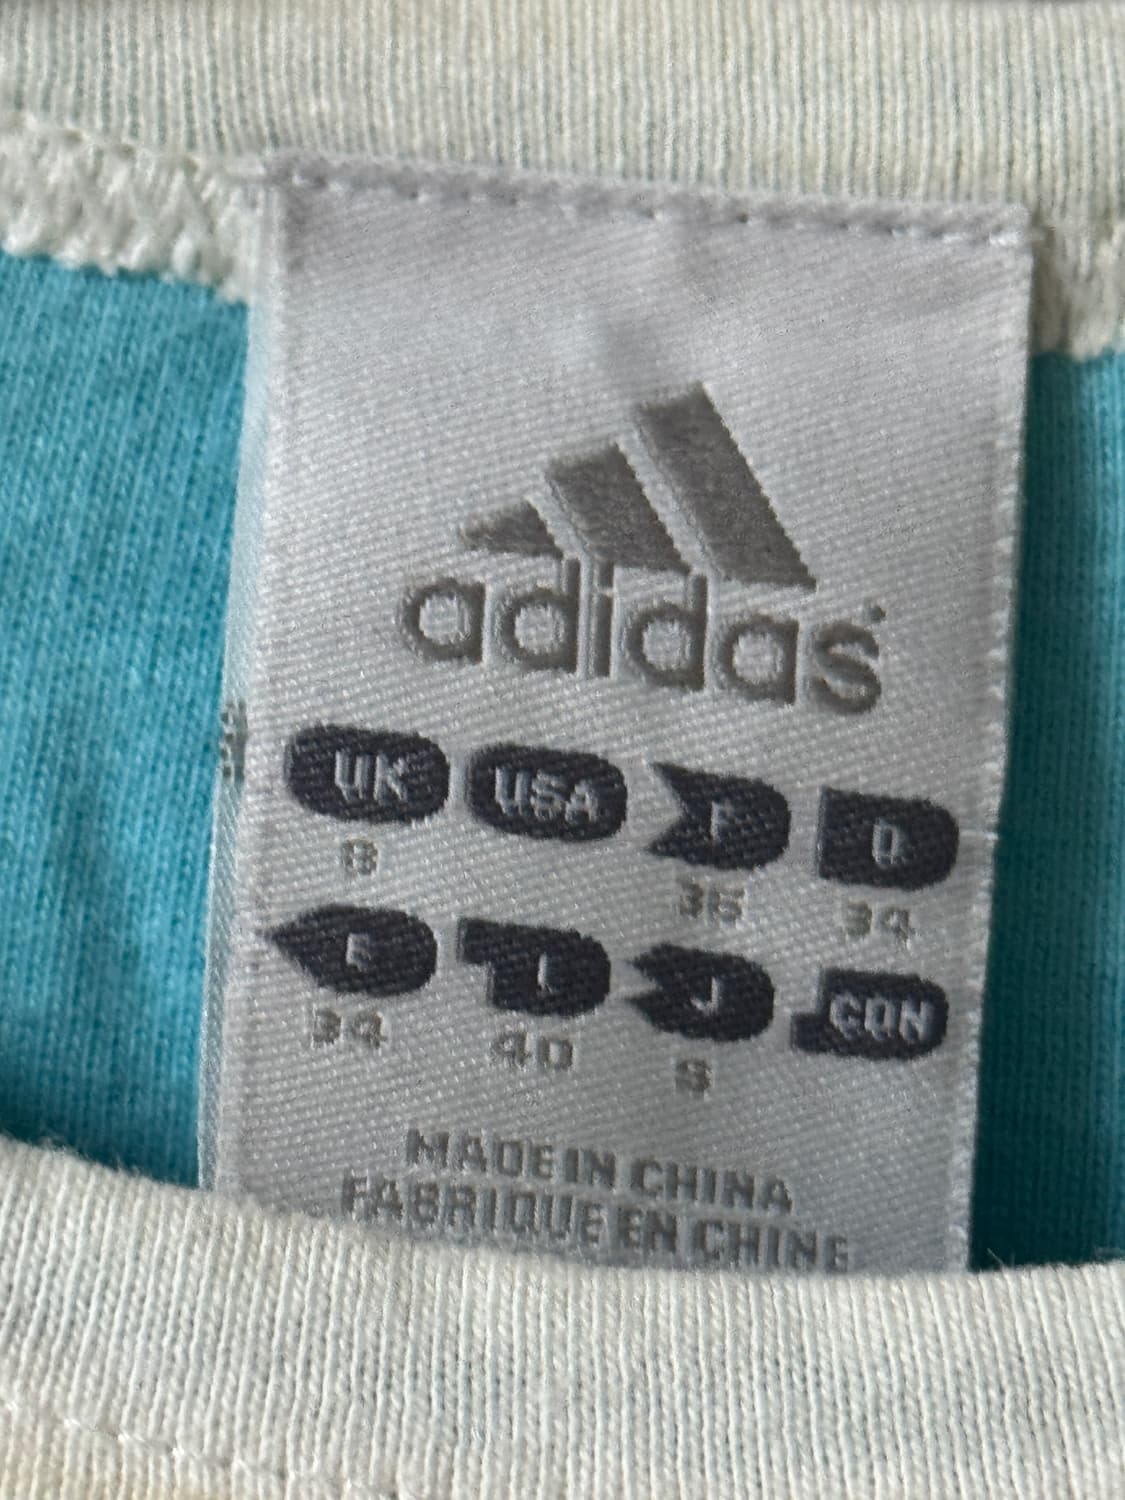 adidas
UK USA F D
8 36 34
E I J CDN
34 40 S
MADE IN CHINA
FABRIQUE EN CHINE